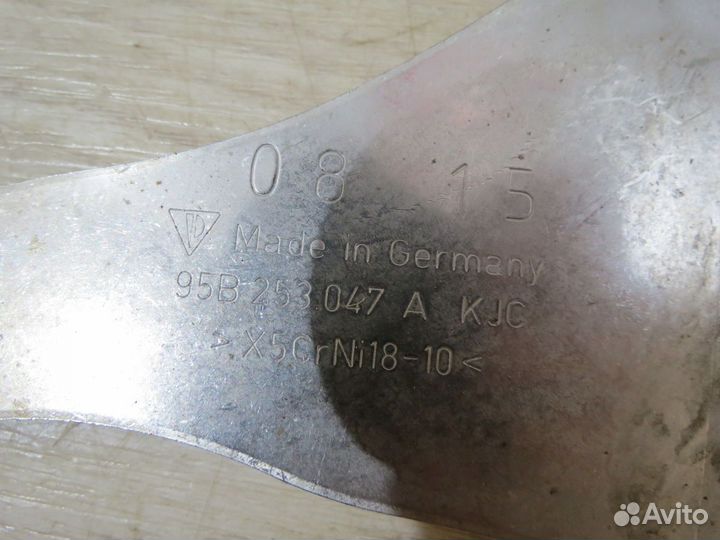 08 15
Made in Germany
95B 253.047 A KJC
>X5CrNi18-10<
Avito